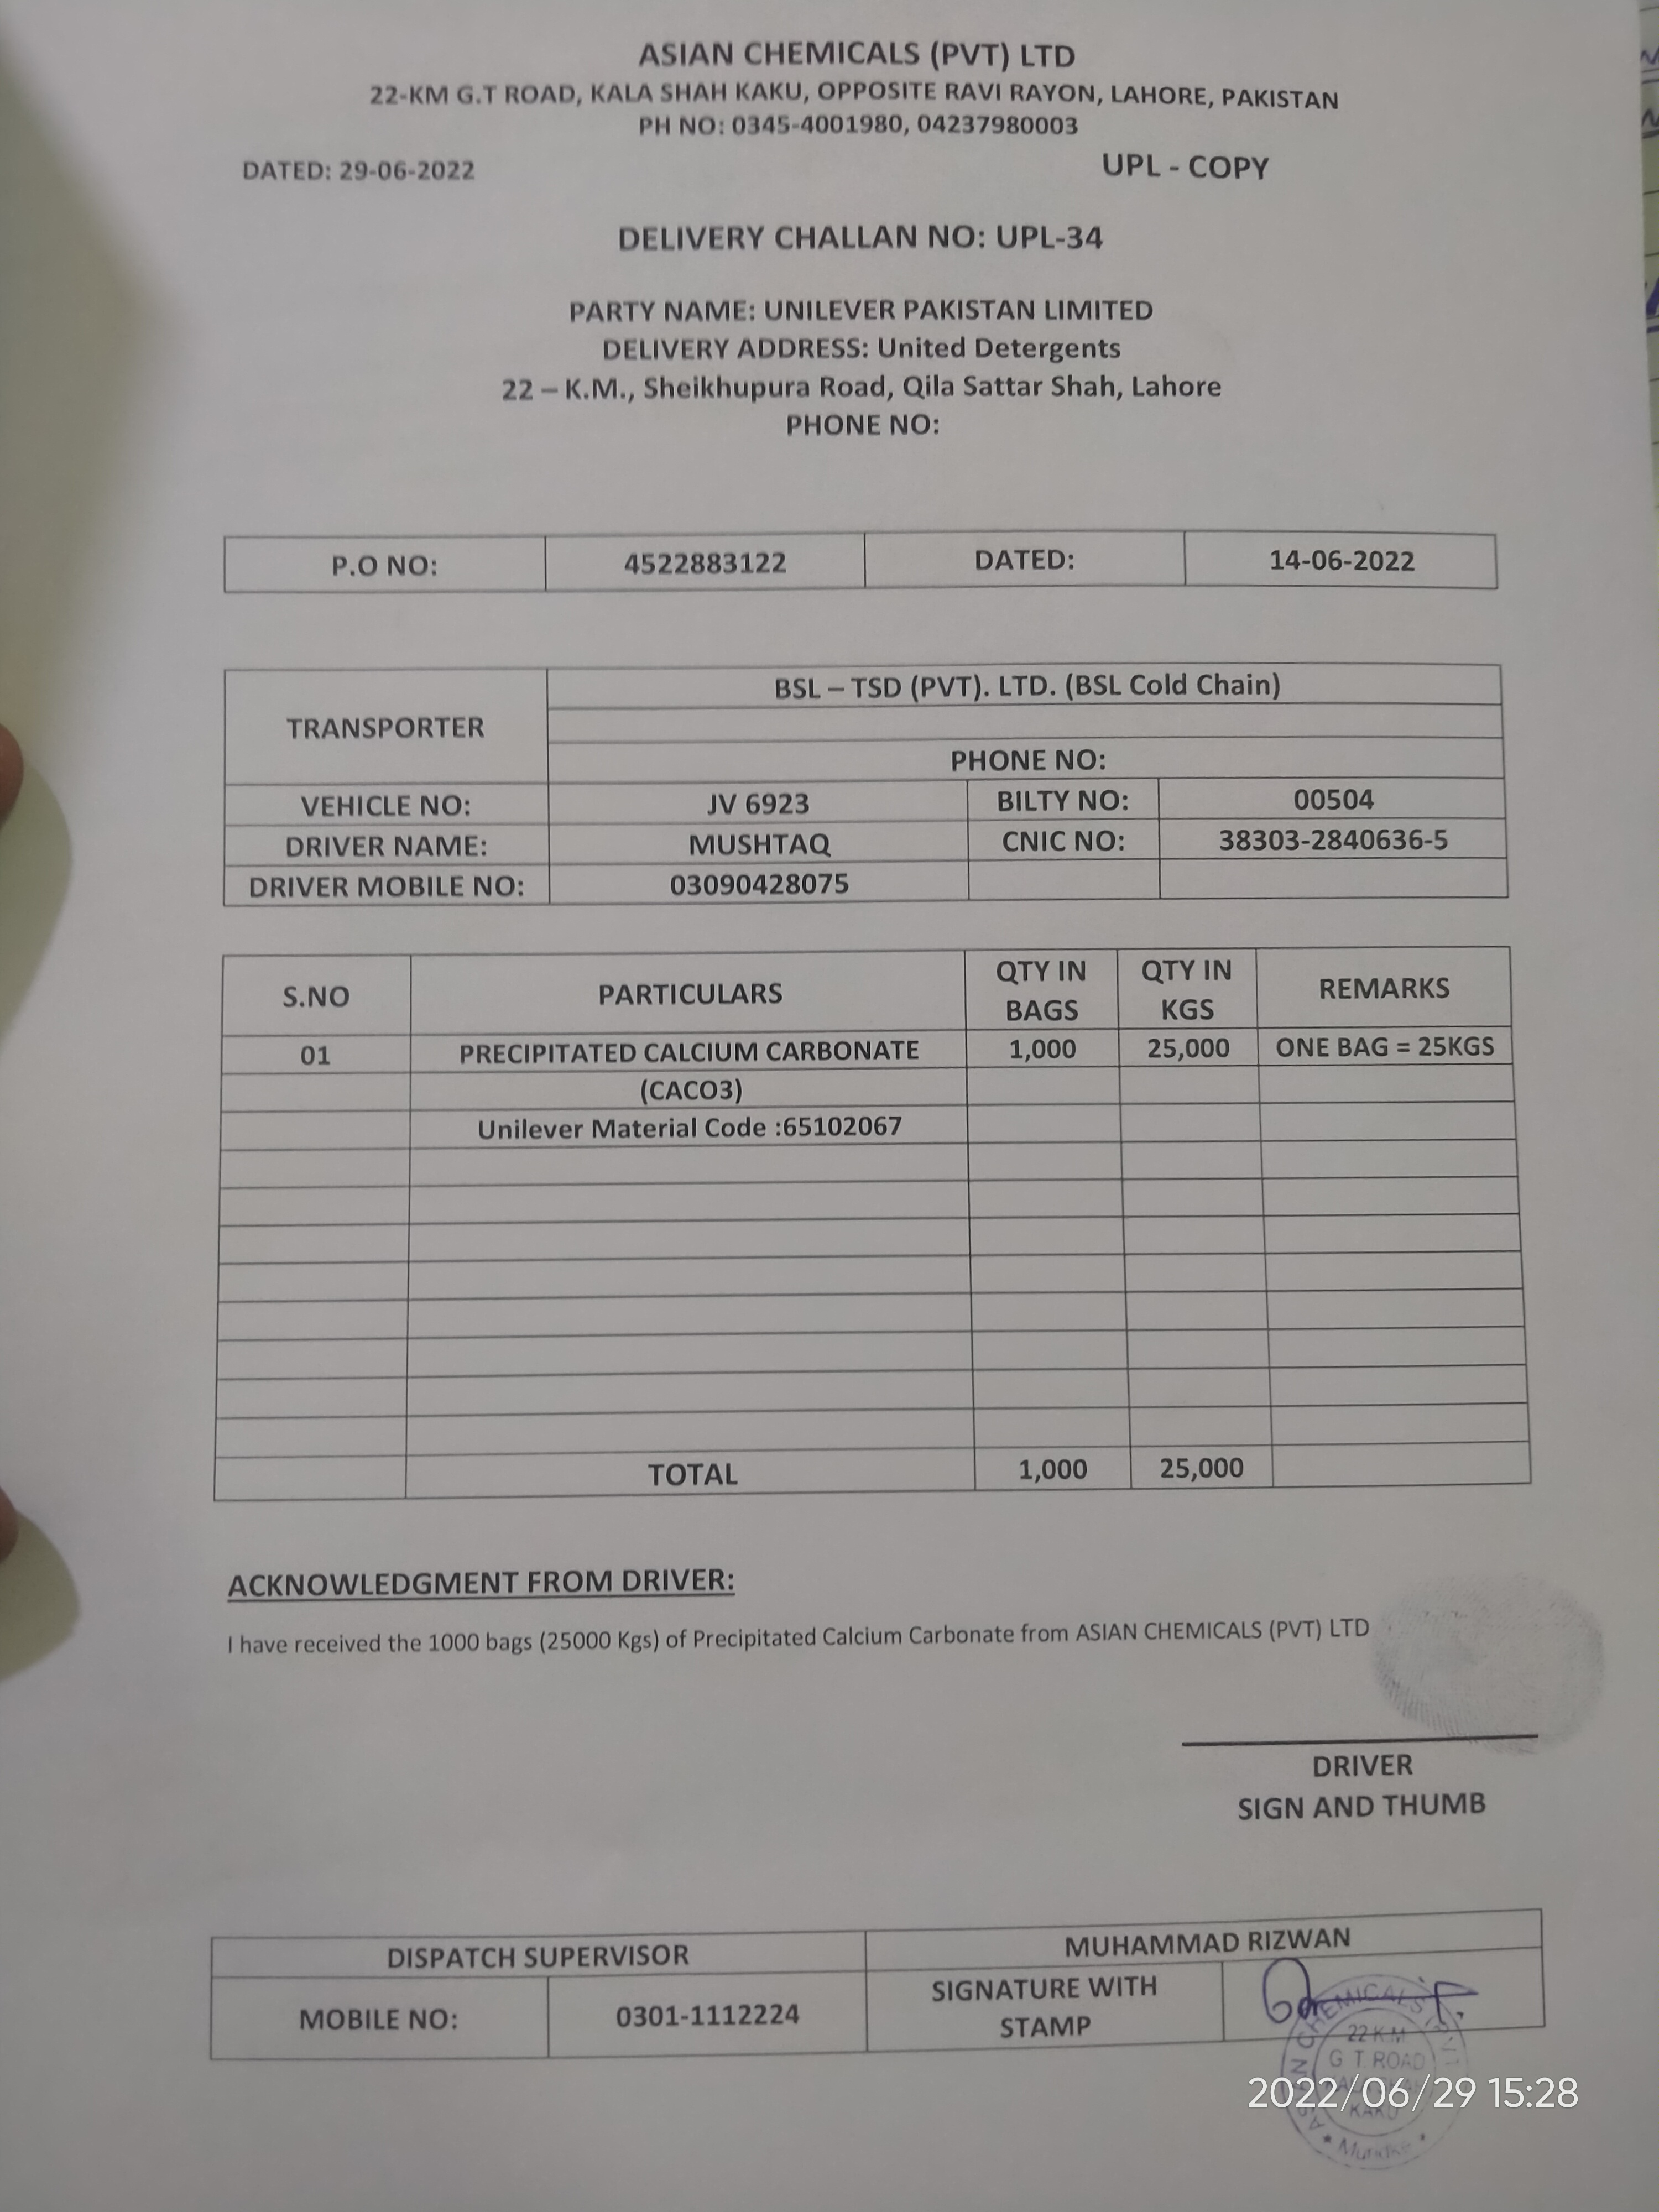 ASIAN CHEMICALS (PVT) LTD
22-KM G.T ROAD, KALA SHAH KAKU, OPPOSITE RAVI RAYON, LAHORE, PAKISTAN
PH NO: 0345-4001980, 04237980003
DATED: 29-06-2022 UPL - COPY
DELIVERY CHALLAN NO: UPL-34
PARTY NAME: UNILEVER PAKISTAN LIMITED
DELIVERY ADDRESS: United Detergents
22 – K.M., Sheikhupura Road, Qila Sattar Shah, Lahore
PHONE NO:
P.O NO: 4522883122 DATED: 14-06-2022
BSL – TSD (PVT). LTD. (BSL Cold Chain)
TRANSPORTER
PHONE NO:
VEHICLE NO: JV 6923 BILTY NO: 00504
DRIVER NAME: MUSHTAQ CNIC NO: 38303-2840636-5
DRIVER MOBILE NO: 03090428075
S.NO PARTICULARS QTY IN BAGS QTY IN KGS REMARKS
01 PRECIPITATED CALCIUM CARBONATE 1,000 25,000 ONE BAG = 25KGS
(CACO3)
Unilever Material Code :65102067
TOTAL 1,000 25,000
ACKNOWLEDGMENT FROM DRIVER:
I have received the 1000 bags (25000 Kgs) of Precipitated Calcium Carbonate from ASIAN CHEMICALS (PVT) LTD
DRIVER
SIGN AND THUMB
DISPATCH SUPERVISOR MUHAMMAD RIZWAN
MOBILE NO: 0301-1112224 SIGNATURE WITH STAMP
CHEMICALS
22 K.M
G T. ROAD
KAKU
2022/06/29 15:28